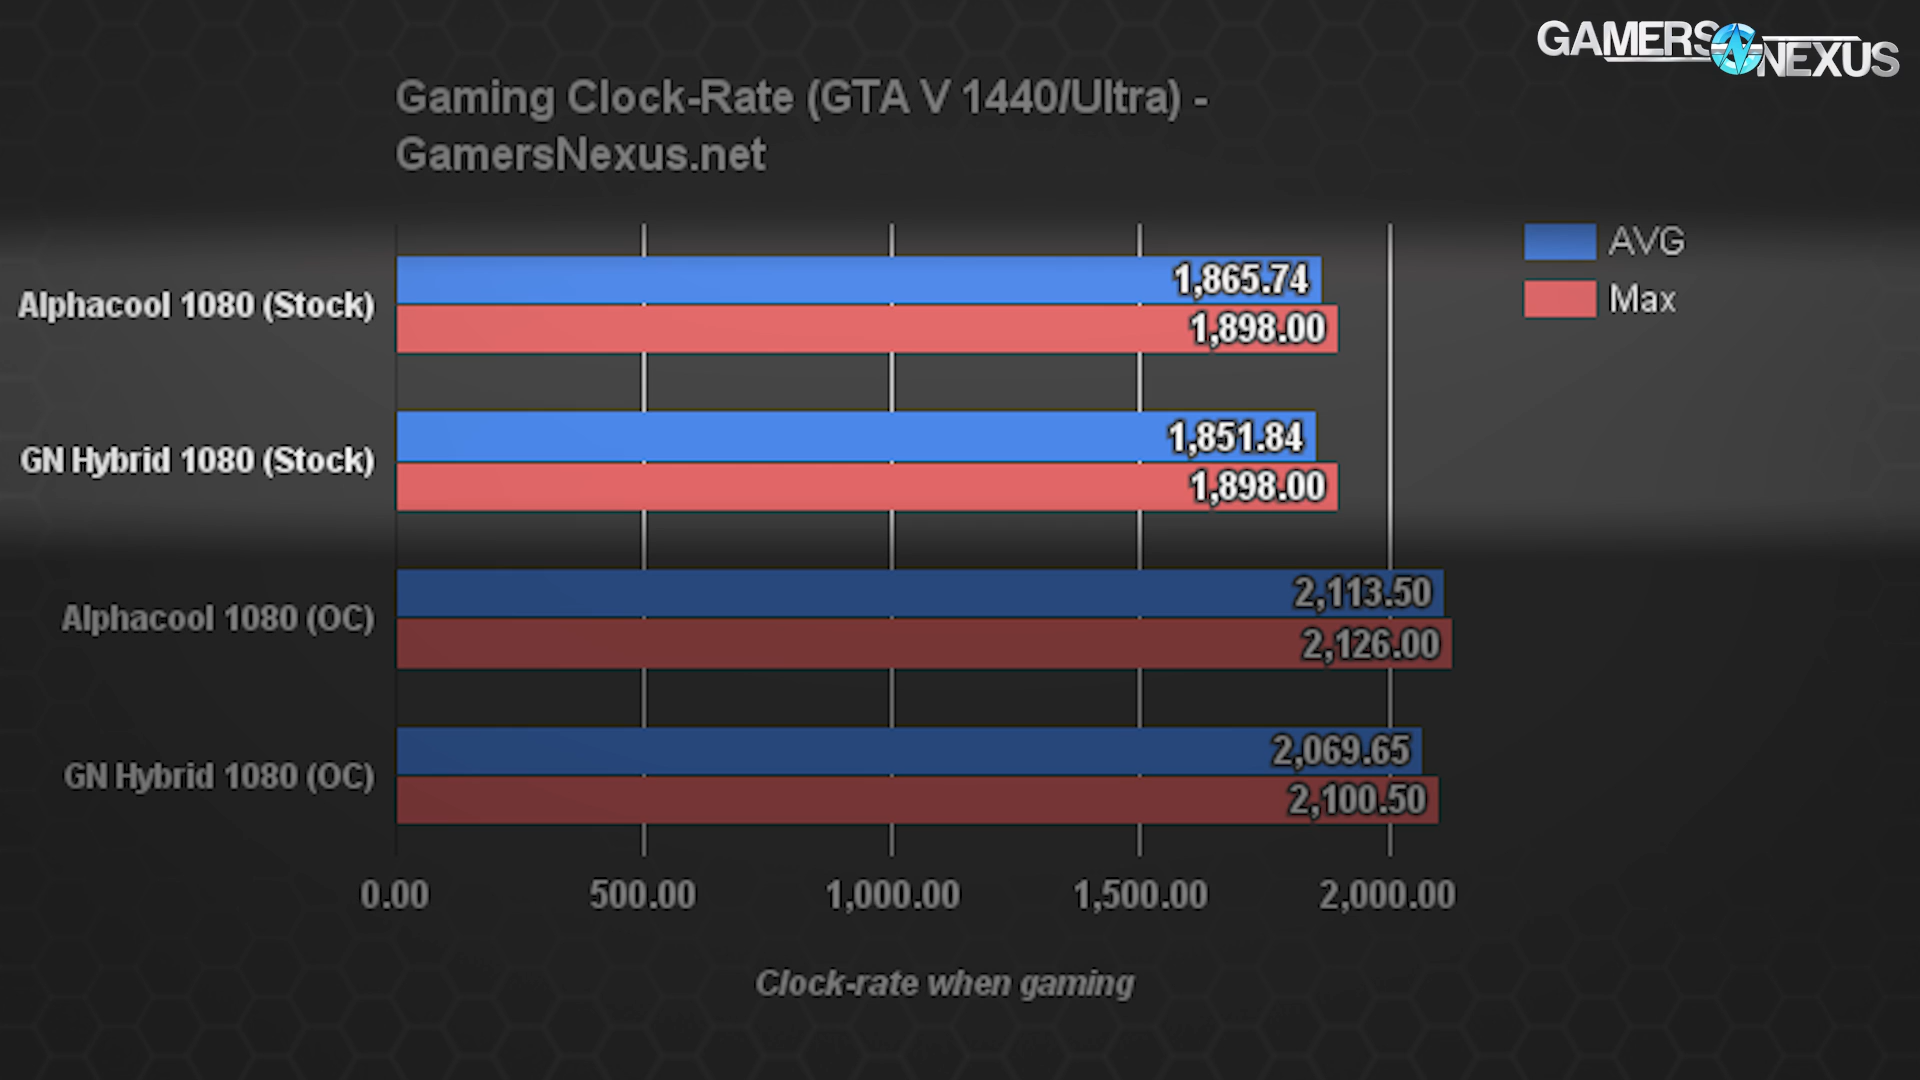 GAMERS NEXUS
Gaming Clock-Rate (GTA V 1440/Ultra) -
GamersNexus.net
AVG
Max
Alphacool 1080 (Stock)
1,865.74
1,898.00
GN Hybrid 1080 (Stock)
1,851.84
1,898.00
Alphacool 1080 (OC)
2,113.50
2,126.00
GN Hybrid 1080 (OC)
2,069.65
2,100.50
0.00 500.00 1,000.00 1,500.00 2,000.00
Clock-rate when gaming